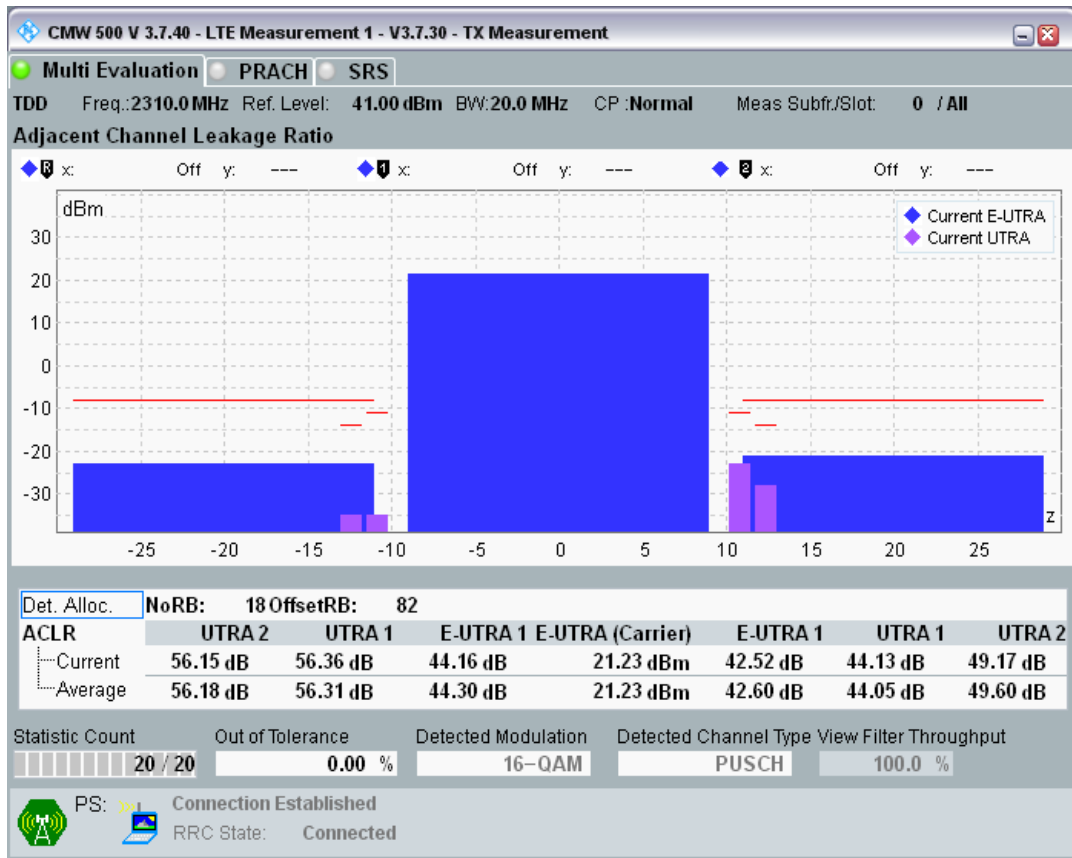 CMW 500 V 3.7.40 - LTE Measurement 1 - V3.7.30 - TX Measurement
Multi Evaluation PRACH SRS
TDD Freq.:2310.0 MHz Ref. Level: 41.00 dBm BW:20.0 MHz CP :Normal Meas Subfr./Slot: 0 / All
Adjacent Channel Leakage Ratio
R x: Off y: --- 1 x: Off y: --- 2 x: Off y: ---
dBm
Current E-UTRA
Current UTRA
30
20
10
0
-10
-20
-30
z
-25 -20 -15 -10 -5 0 5 10 15 20 25
Det. Alloc. NoRB: 18 OffsetRB: 82
ACLR UTRA 2 UTRA 1 E-UTRA 1 E-UTRA (Carrier) E-UTRA 1 UTRA 1 UTRA 2
Current 56.15 dB 56.36 dB 44.16 dB 21.23 dBm 42.52 dB 44.13 dB 49.17 dB
Average 56.18 dB 56.31 dB 44.30 dB 21.23 dBm 42.60 dB 44.05 dB 49.60 dB
Statistic Count Out of Tolerance Detected Modulation Detected Channel Type View Filter Throughput
20 / 20 0.00 % 16-QAM PUSCH 100.0 %
PS: Connection Established
RRC State: Connected